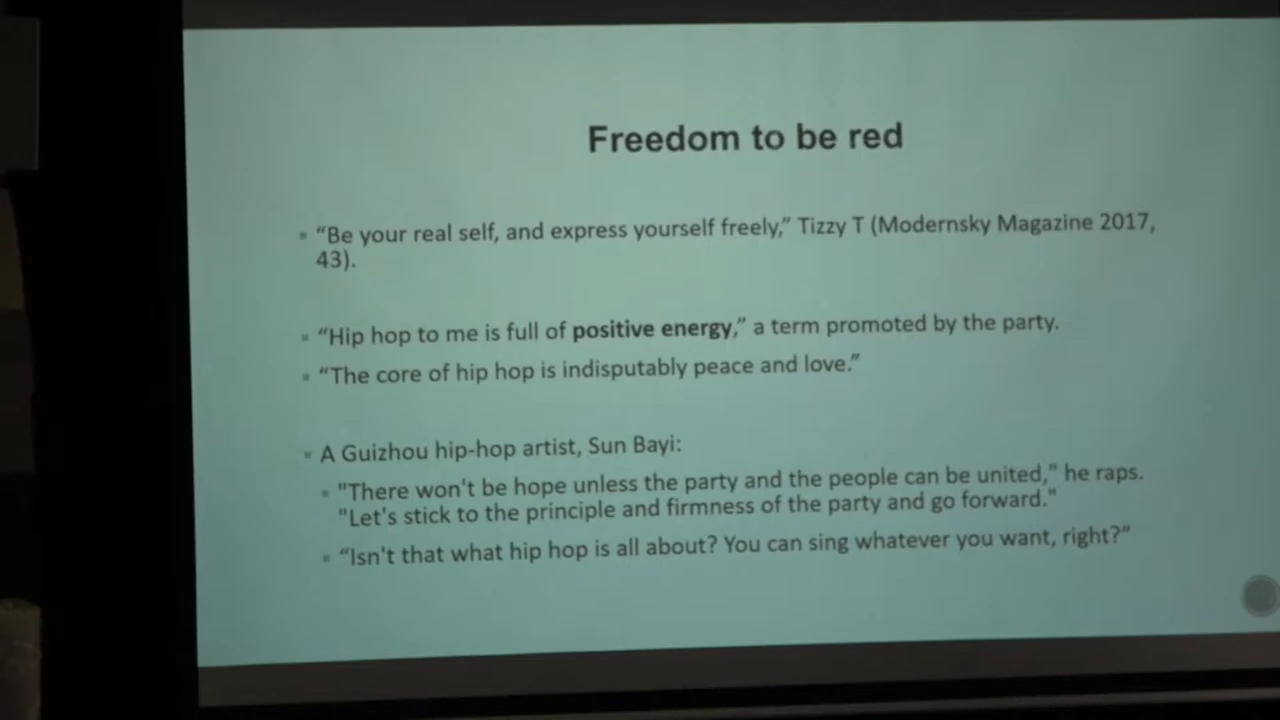 Freedom to be red
“Be your real self, and express yourself freely,” Tizzy T (Modernsky Magazine 2017,
43).
“Hip hop to me is full of positive energy,” a term promoted by the party.
“The core of hip hop is indisputably peace and love.”
A Guizhou hip-hop artist, Sun Bayi:
"There won't be hope unless the party and the people can be united," he raps.
"Let's stick to the principle and firmness of the party and go forward."
“Isn't that what hip hop is all about? You can sing whatever you want, right?”